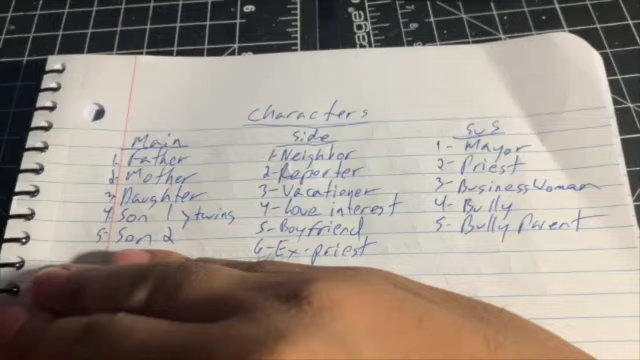 Characters
Main
1. Father
2- Mother
3. Daughter
4- Son 1 > twins
5- Son 2
Side
1-Neighbor
2-Reporter
3-Vacationer
4-Love interest
5-Boyfriend
6-Ex-priest
SUS
1- Mayor
2- Priest
3-BusinessWoman
4- Bully
5- Bully Parent